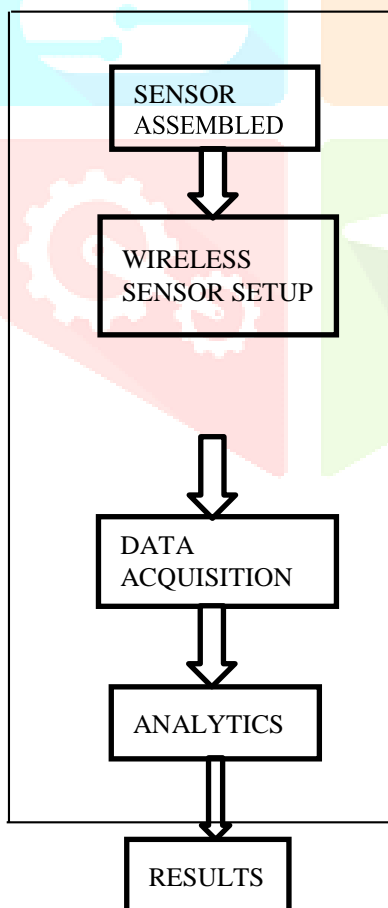 SENSOR
ASSEMBLED
WIRELESS
SENSOR SETUP
DATA
ACQUISITION
ANALYTICS
RESULTS